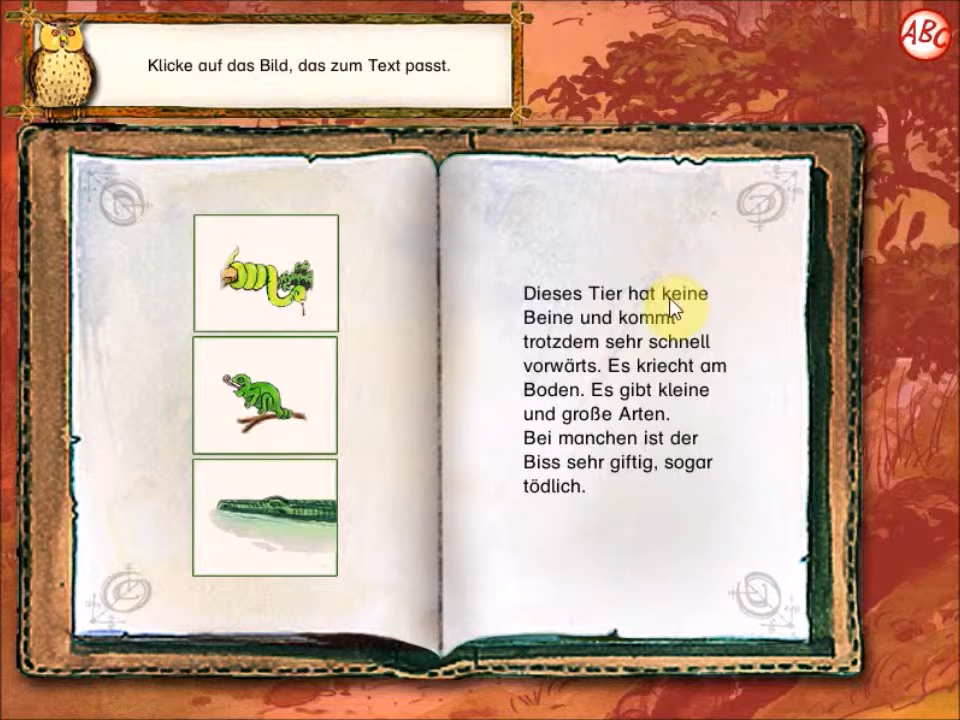 Klicke auf das Bild, das zum Text passt.
ABC
Dieses Tier hat keine
Beine und kommt
trotzdem sehr schnell
vorwärts. Es kriecht am
Boden. Es gibt kleine
und große Arten.
Bei manchen ist der
Biss sehr giftig, sogar
tödlich.